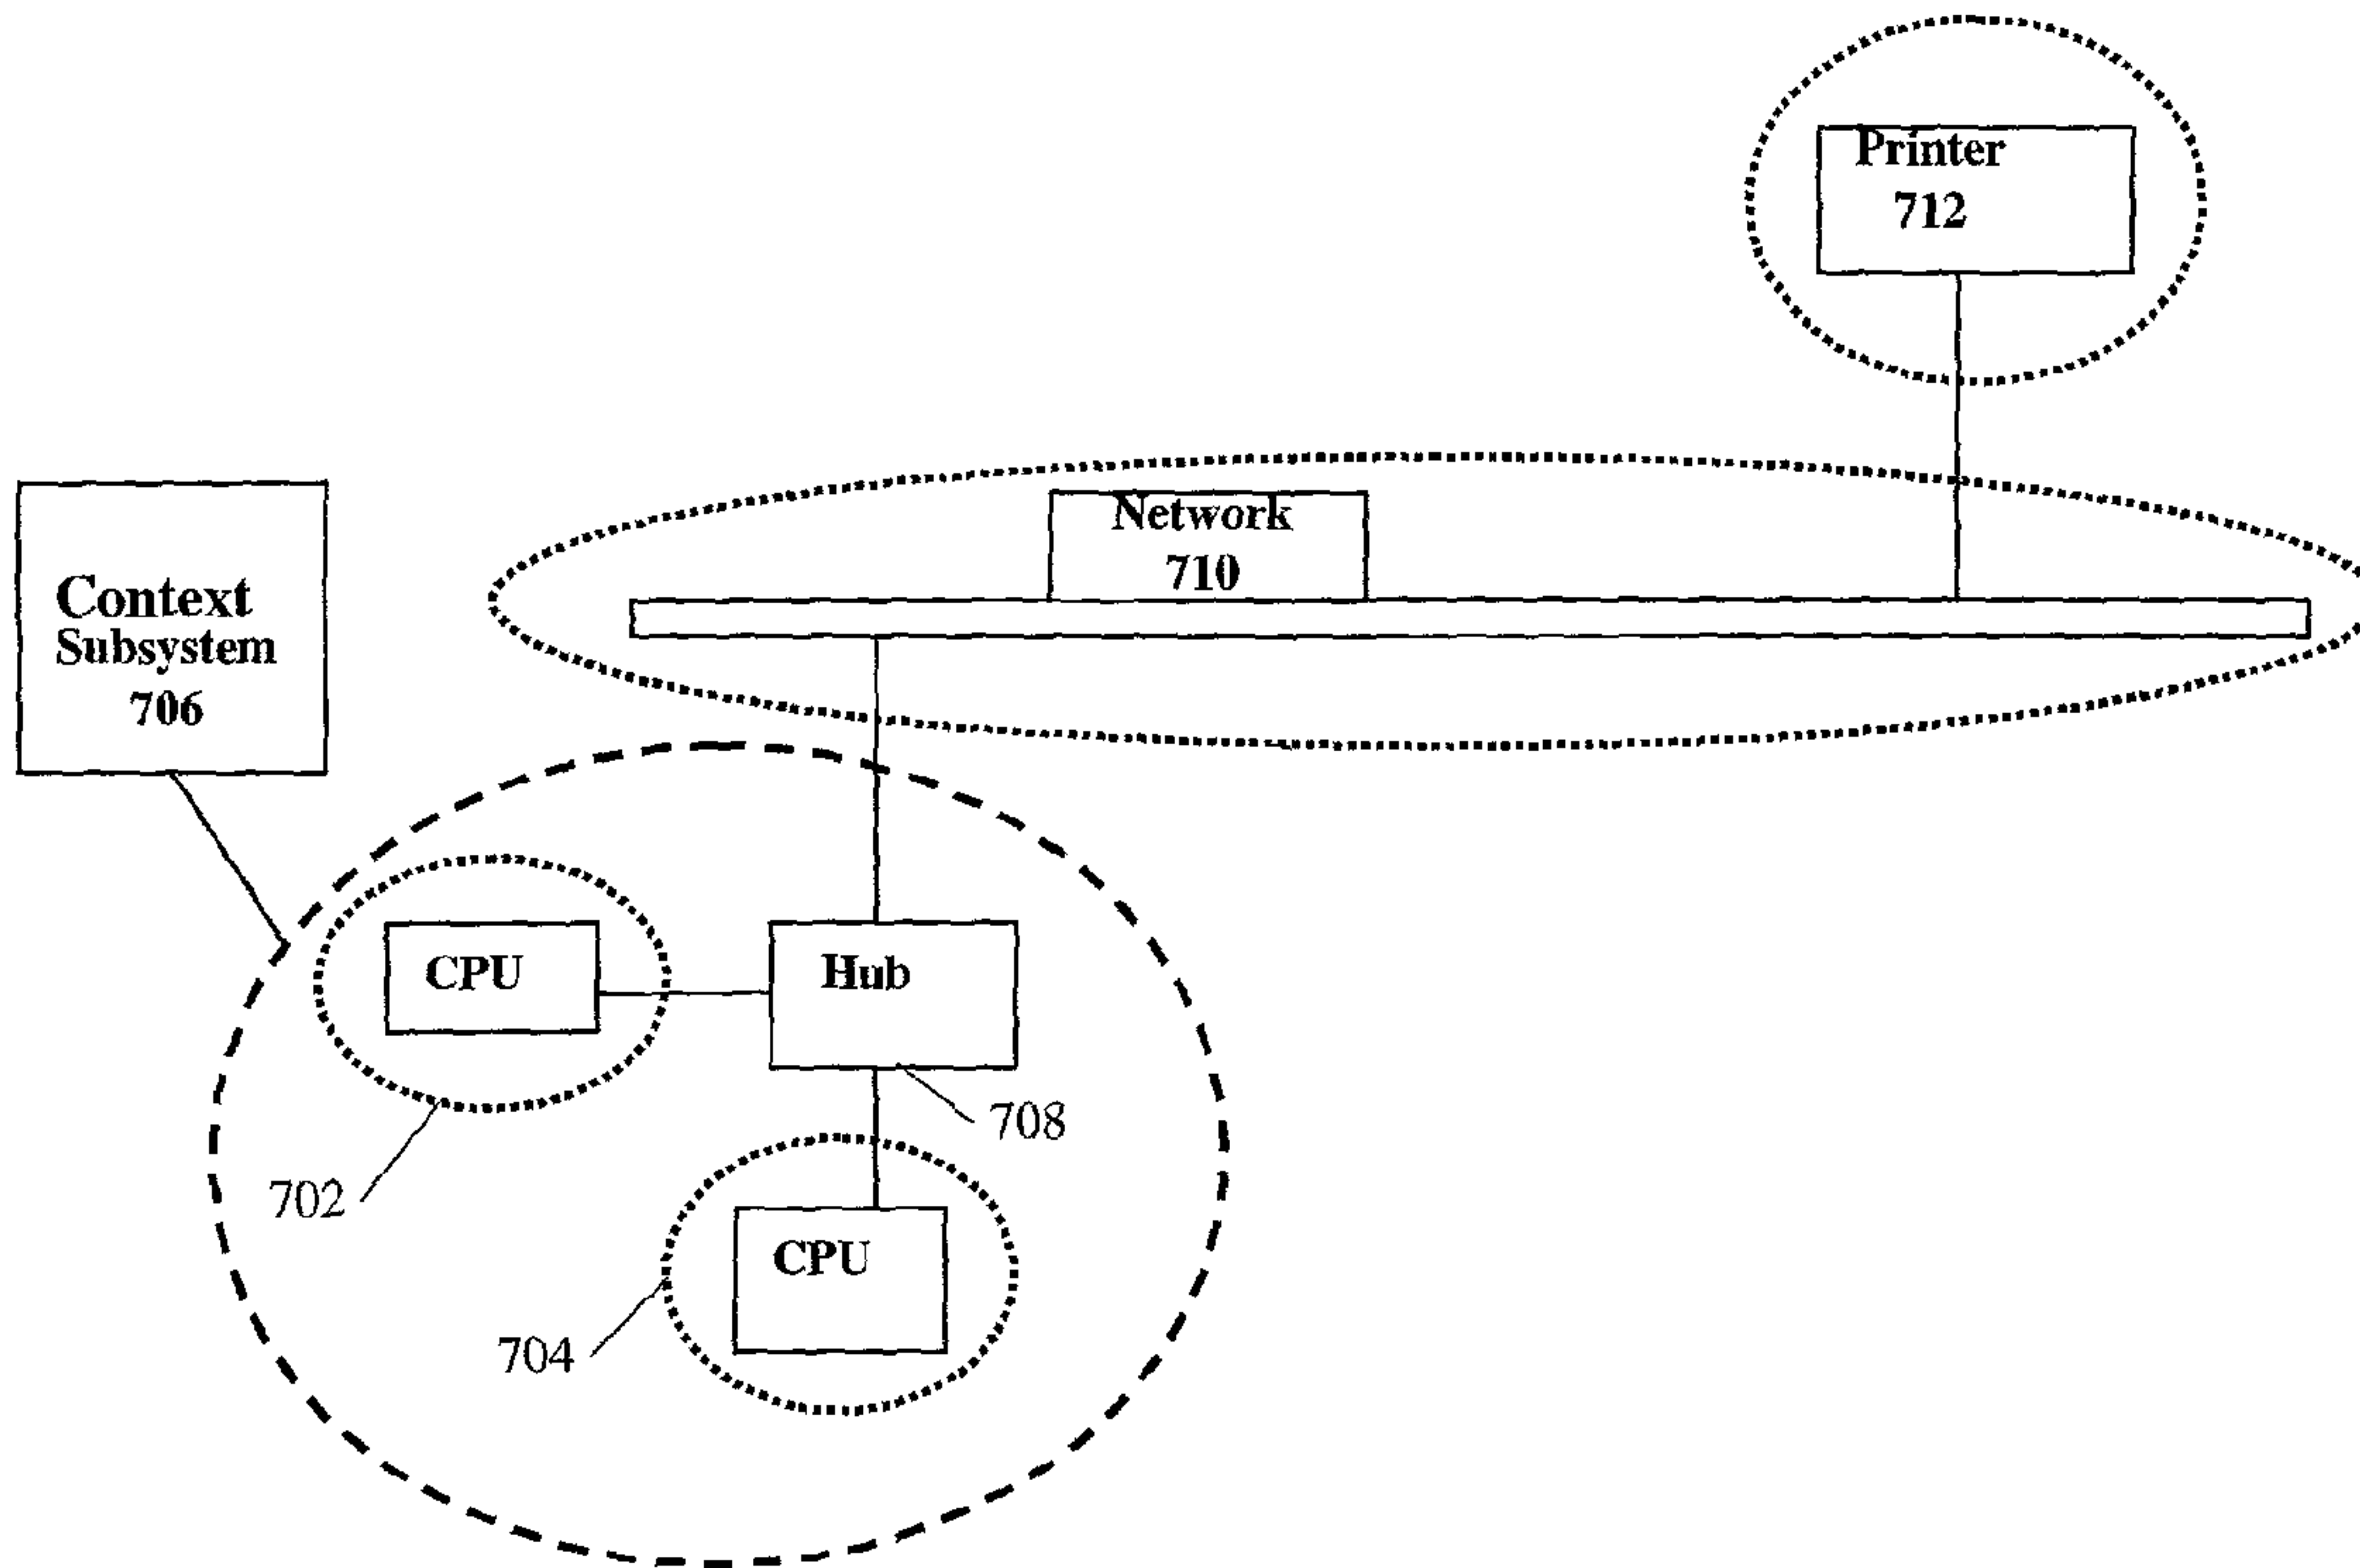 Printer
712
Network
710
Context
Subsystem
706
CPU
Hub
708
702
CPU
704